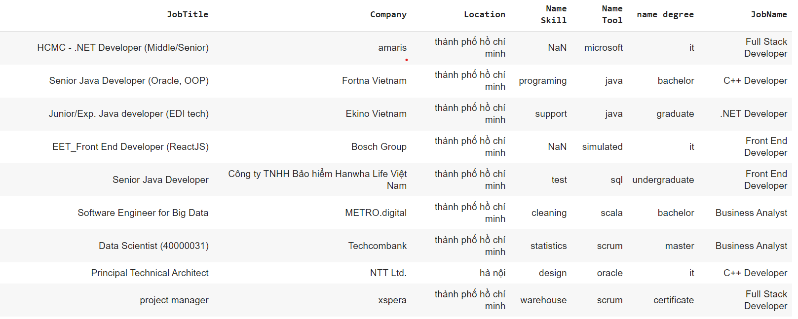 JobTitle Company Location Name Skill Name Tool name degree JobName
HCMC - .NET Developer (Middle/Senior) amaris thành phố hồ chí minh NaN microsoft it Full Stack Developer
Senior Java Developer (Oracle, OOP) Fortna Vietnam thành phố hồ chí minh programing java bachelor C++ Developer
Junior/Exp. Java developer (EDI tech) Ekino Vietnam thành phố hồ chí minh support java graduate .NET Developer
EET_Front End Developer (ReactJS) Bosch Group thành phố hồ chí minh NaN simulated it Front End Developer
Senior Java Developer Công ty TNHH Bảo hiểm Hanwha Life Việt Nam thành phố hồ chí minh test sql undergraduate Front End Developer
Software Engineer for Big Data METRO.digital thành phố hồ chí minh cleaning scala bachelor Business Analyst
Data Scientist (40000031) Techcombank thành phố hồ chí minh statistics scrum master Business Analyst
Principal Technical Architect NTT Ltd. hà nội design oracle it C++ Developer
project manager xspera thành phố hồ chí minh warehouse scrum certificate Full Stack Developer